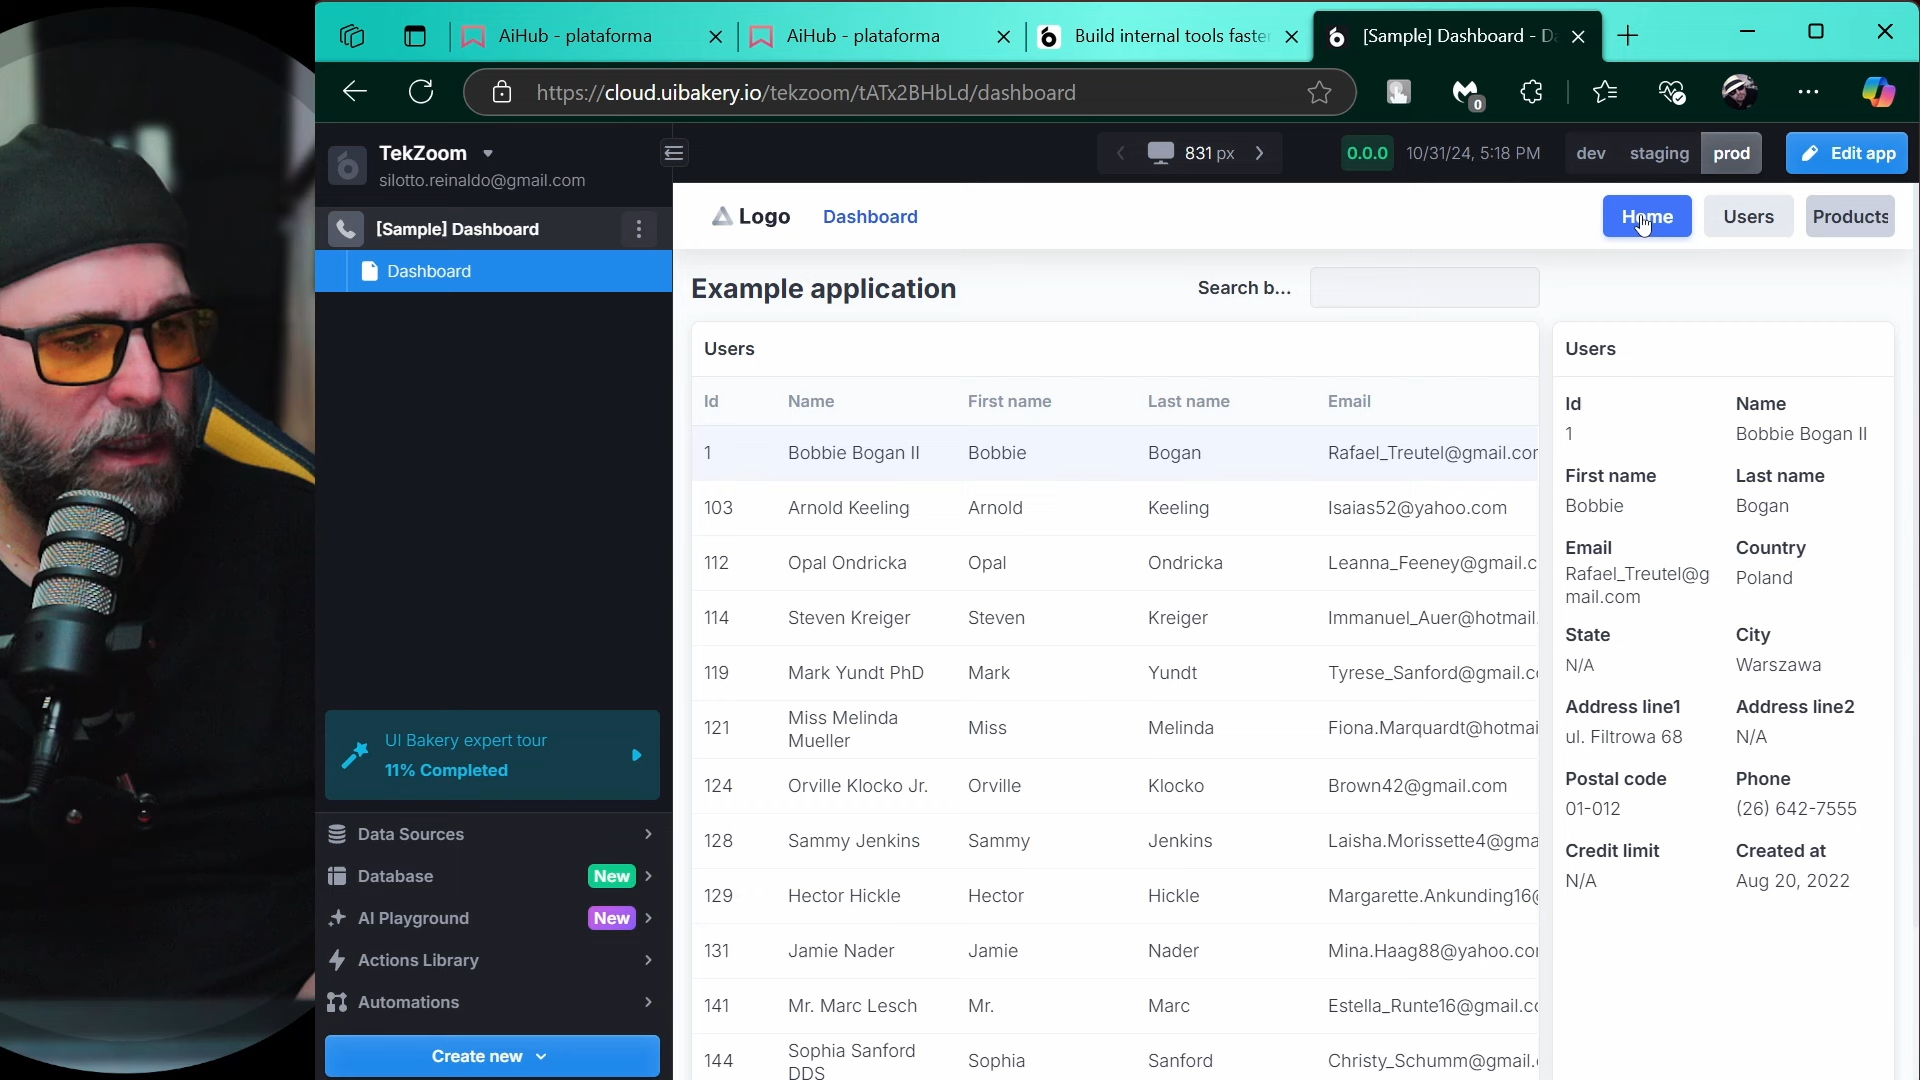 AiHub - plataforma
AiHub - plataforma
Build internal tools faster
[Sample] Dashboard - Da
https://cloud.uibakery.io/tekzoom/tATx2BHbLd/dashboard
0
TekZoom
silotto.reinaldo@gmail.com
831 px
0.0.0
10/31/24, 5:18 PM
dev
staging
prod
Edit app
[Sample] Dashboard
Dashboard
Logo
Dashboard
Home
Users
Products
Example application
Search b...
Users
Id Name First name Last name Email
1 Bobbie Bogan II Bobbie Bogan Rafael_Treutel@gmail.cor
103 Arnold Keeling Arnold Keeling Isaias52@yahoo.com
112 Opal Ondricka Opal Ondricka Leanna_Feeney@gmail.c
114 Steven Kreiger Steven Kreiger Immanuel_Auer@hotmail.
119 Mark Yundt PhD Mark Yundt Tyrese_Sanford@gmail.c
121 Miss Melinda Mueller Miss Melinda Fiona.Marquardt@hotmai
124 Orville Klocko Jr. Orville Klocko Brown42@gmail.com
128 Sammy Jenkins Sammy Jenkins Laisha.Morissette4@gma
129 Hector Hickle Hector Hickle Margarette.Ankunding16@
131 Jamie Nader Jamie Nader Mina.Haag88@yahoo.co
141 Mr. Marc Lesch Mr. Marc Estella_Runte16@gmail.c
144 Sophia Sanford DDS Sophia Sanford Christy_Schumm@gmail.
Users
Id Name
1 Bobbie Bogan II
First name Last name
Bobbie Bogan
Email Country
Rafael_Treutel@g Poland
mail.com
State City
N/A Warszawa
Address line1 Address line2
ul. Filtrowa 68 N/A
Postal code Phone
01-012 (26) 642-7555
Credit limit Created at
N/A Aug 20, 2022
UI Bakery expert tour
11% Completed
Data Sources
Database New
AI Playground New
Actions Library
Automations
Create new